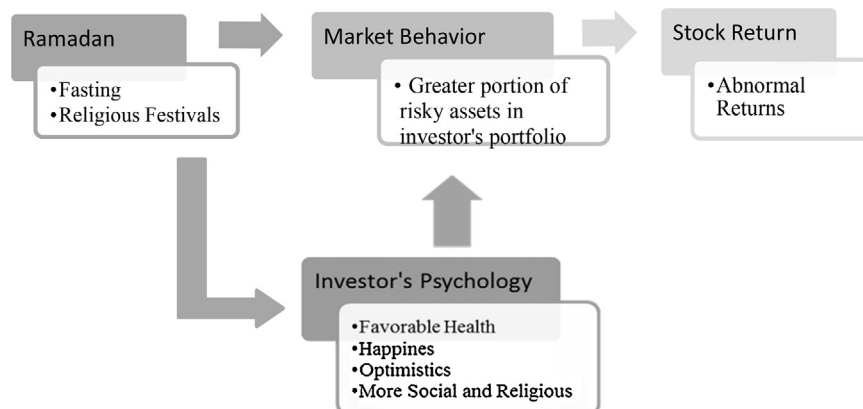 Ramadan
•Fasting
•Religious Festivals
Market Behavior
• Greater portion of
risky assets in
investor's portfolio
Stock Return
•Abnormal
Returns
Investor's Psychology
•Favorable Health
•Happines
•Optimistics
•More Social and Religious